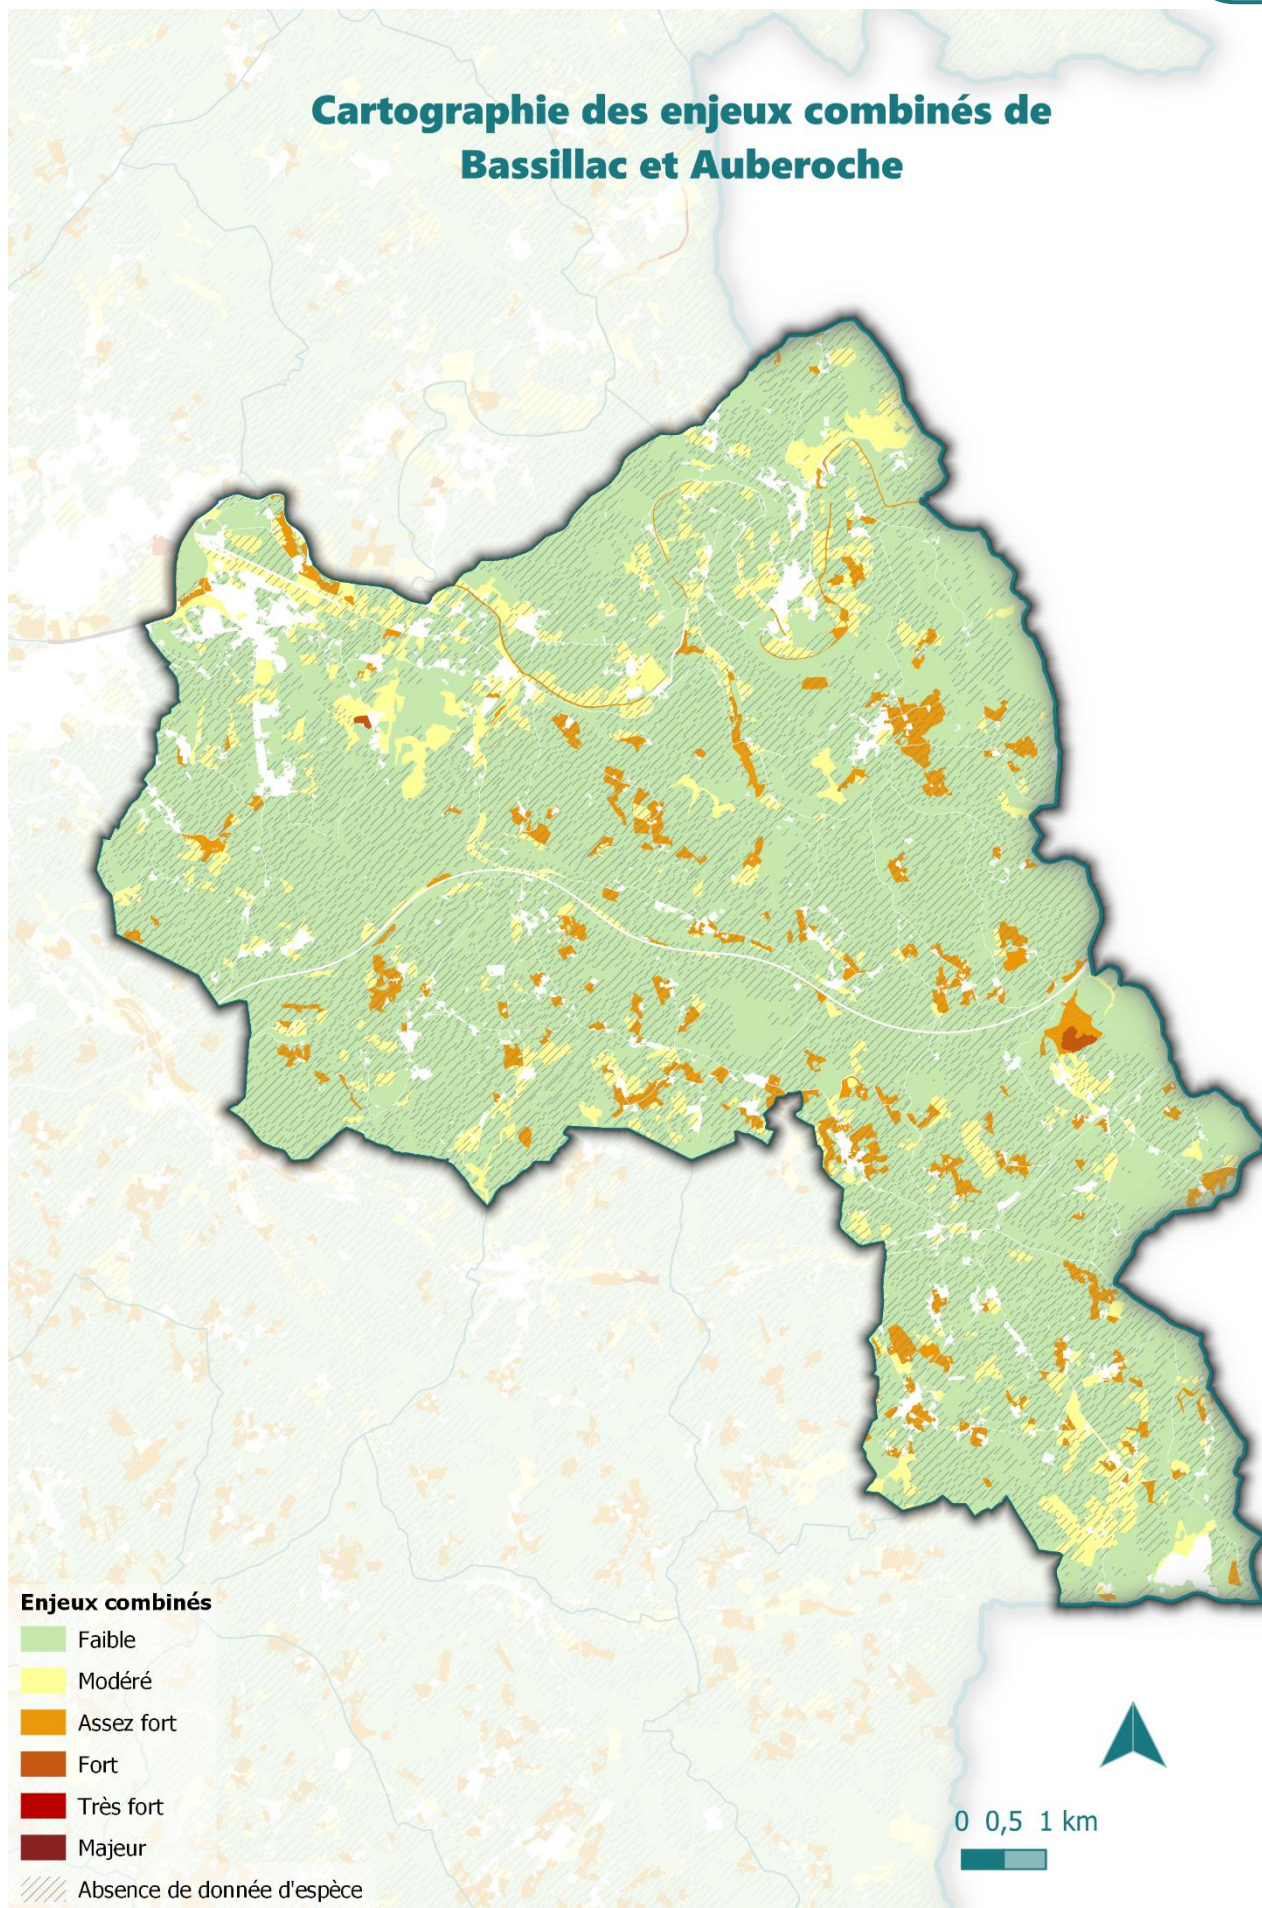 Cartographie des enjeux combinés de
Bassillac et Auberoche
Enjeux combinés
Faible
Modéré
Assez fort
Fort
Très fort
Majeur
Absence de donnée d'espèce
0 0,5 1 km